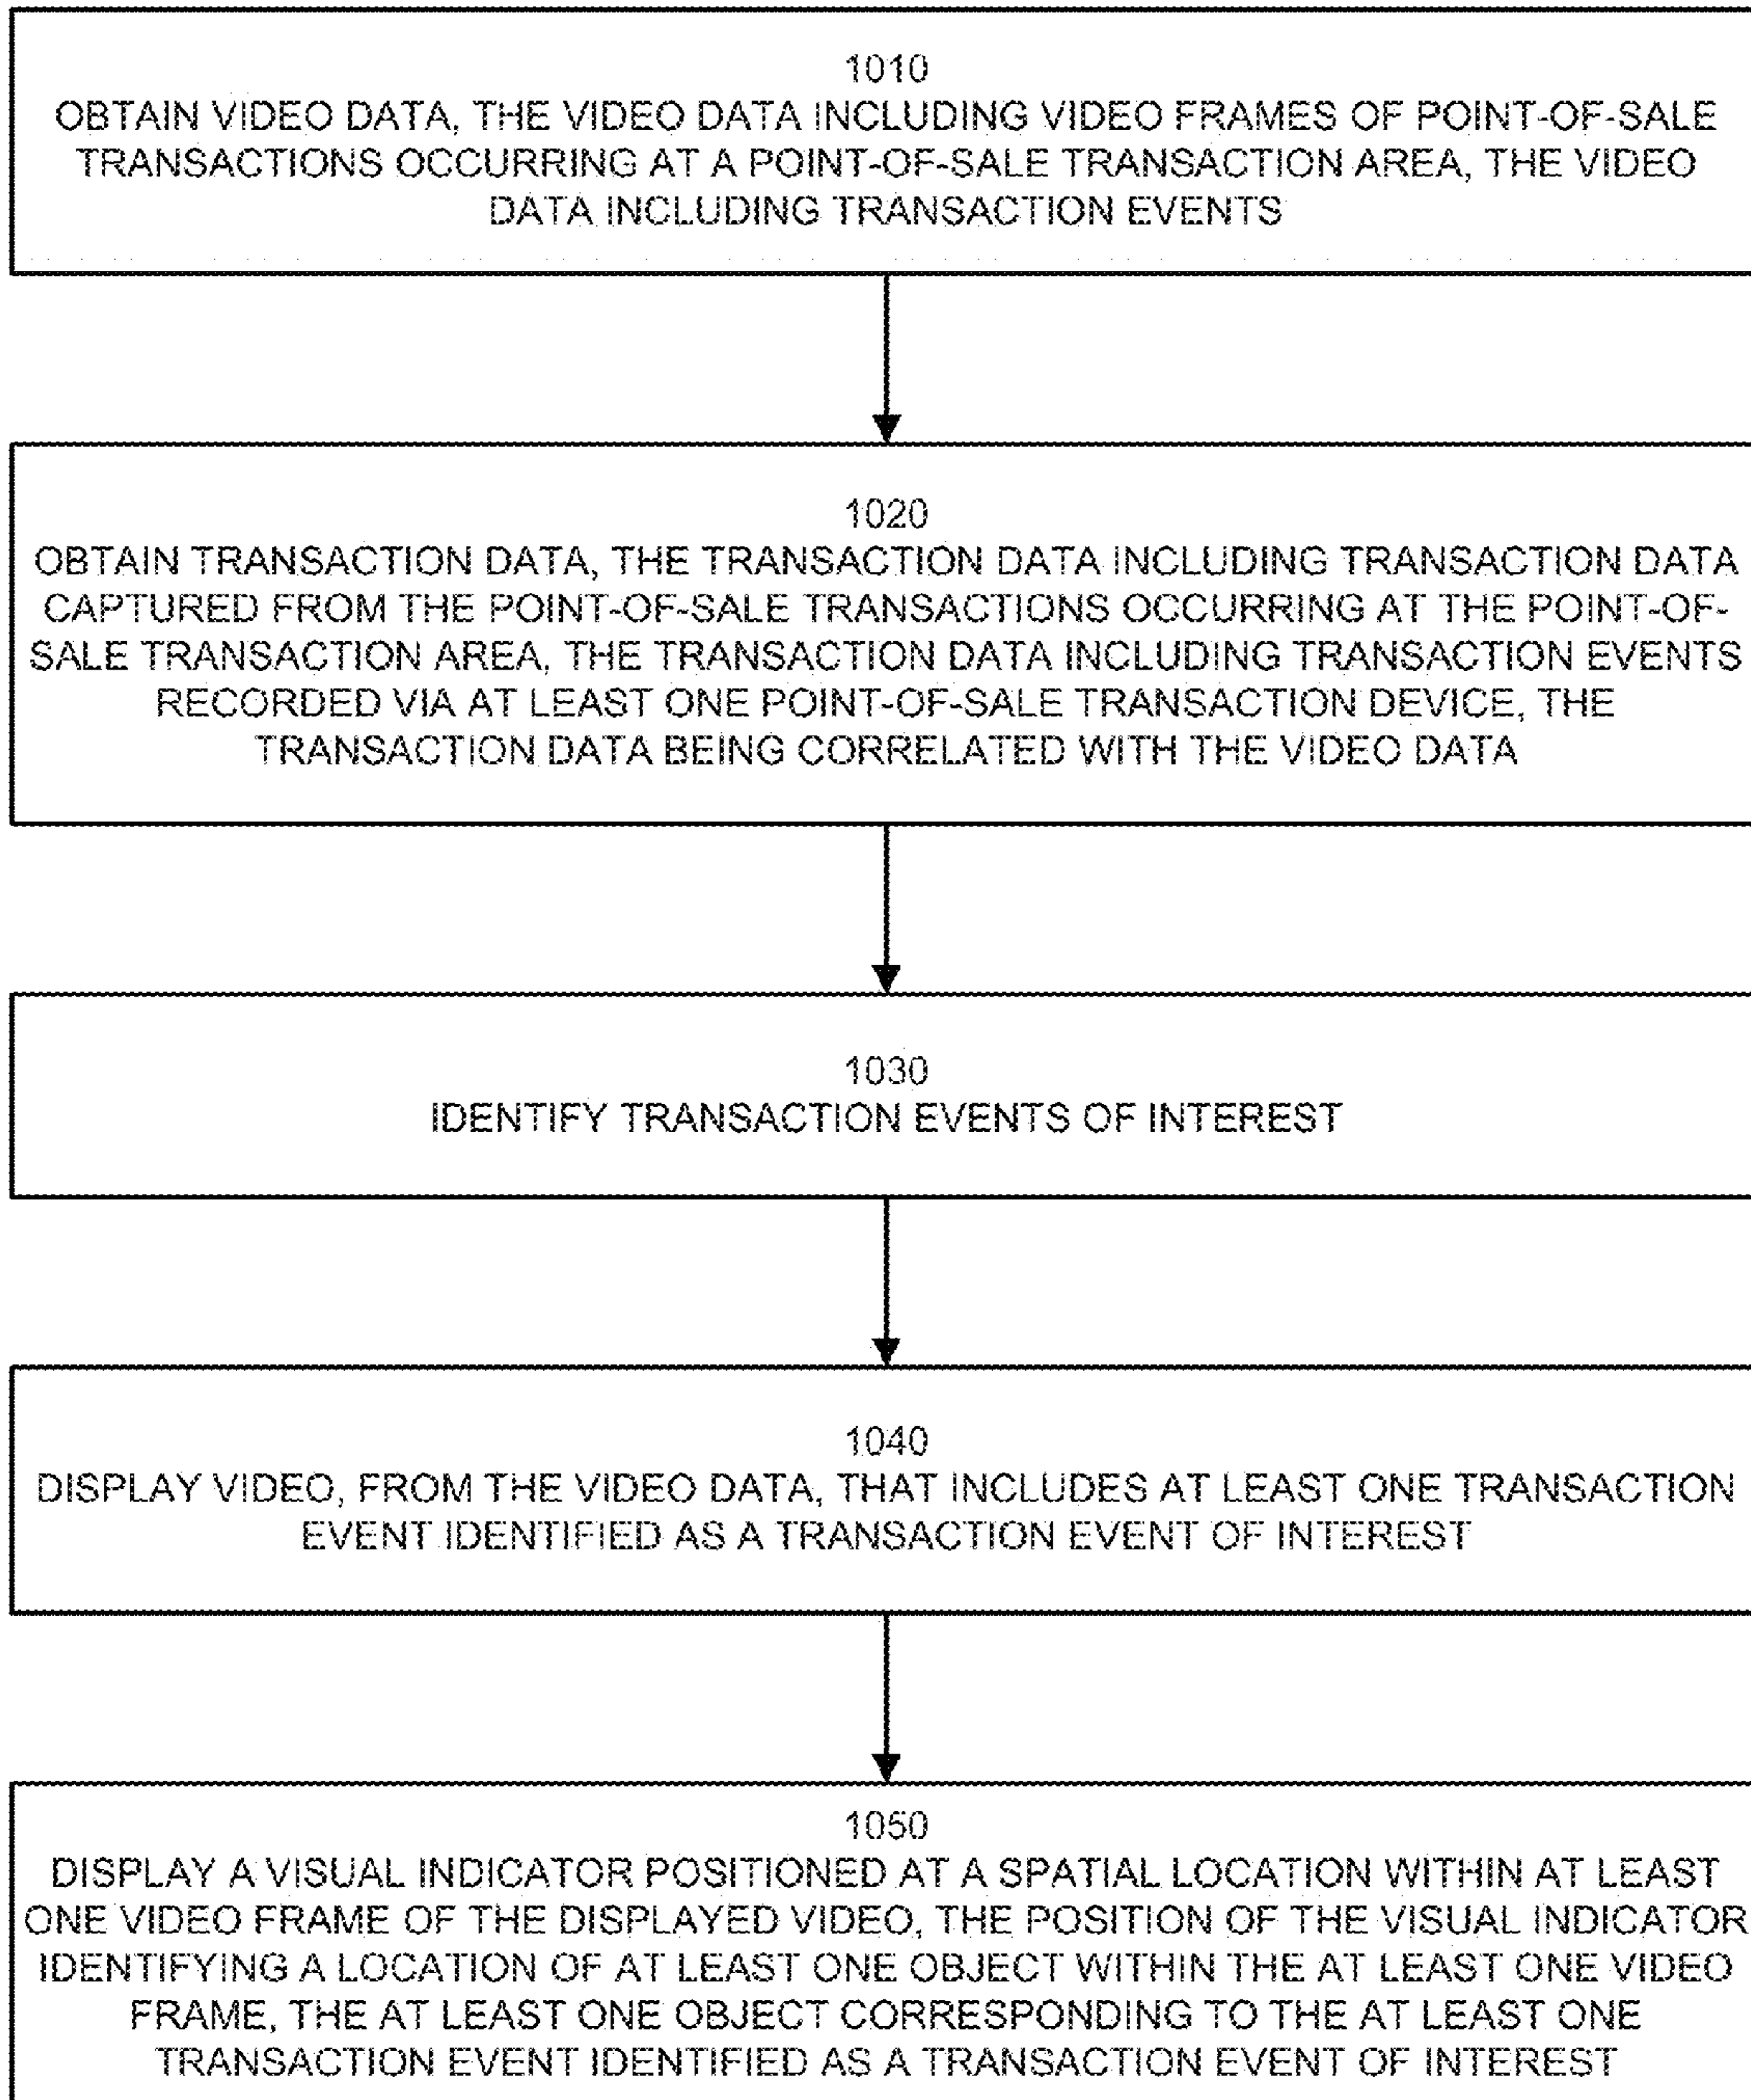 1010
OBTAIN VIDEO DATA, THE VIDEO DATA INCLUDING VIDEO FRAMES OF POINT-OF-SALE
TRANSACTIONS OCCURRING AT A POINT-OF-SALE TRANSACTION AREA, THE VIDEO
DATA INCLUDING TRANSACTION EVENTS
1020
OBTAIN TRANSACTION DATA, THE TRANSACTION DATA INCLUDING TRANSACTION DATA
CAPTURED FROM THE POINT-OF-SALE TRANSACTIONS OCCURRING AT THE POINT-OF-
SALE TRANSACTION AREA, THE TRANSACTION DATA INCLUDING TRANSACTION EVENTS
RECORDED VIA AT LEAST ONE POINT-OF-SALE TRANSACTION DEVICE, THE
TRANSACTION DATA BEING CORRELATED WITH THE VIDEO DATA
1030
IDENTIFY TRANSACTION EVENTS OF INTEREST
1040
DISPLAY VIDEO, FROM THE VIDEO DATA, THAT INCLUDES AT LEAST ONE TRANSACTION
EVENT IDENTIFIED AS A TRANSACTION EVENT OF INTEREST
1050
DISPLAY A VISUAL INDICATOR POSITIONED AT A SPATIAL LOCATION WITHIN AT LEAST
ONE VIDEO FRAME OF THE DISPLAYED VIDEO, THE POSITION OF THE VISUAL INDICATOR
IDENTIFYING A LOCATION OF AT LEAST ONE OBJECT WITHIN THE AT LEAST ONE VIDEO
FRAME, THE AT LEAST ONE OBJECT CORRESPONDING TO THE AT LEAST ONE
TRANSACTION EVENT IDENTIFIED AS A TRANSACTION EVENT OF INTEREST